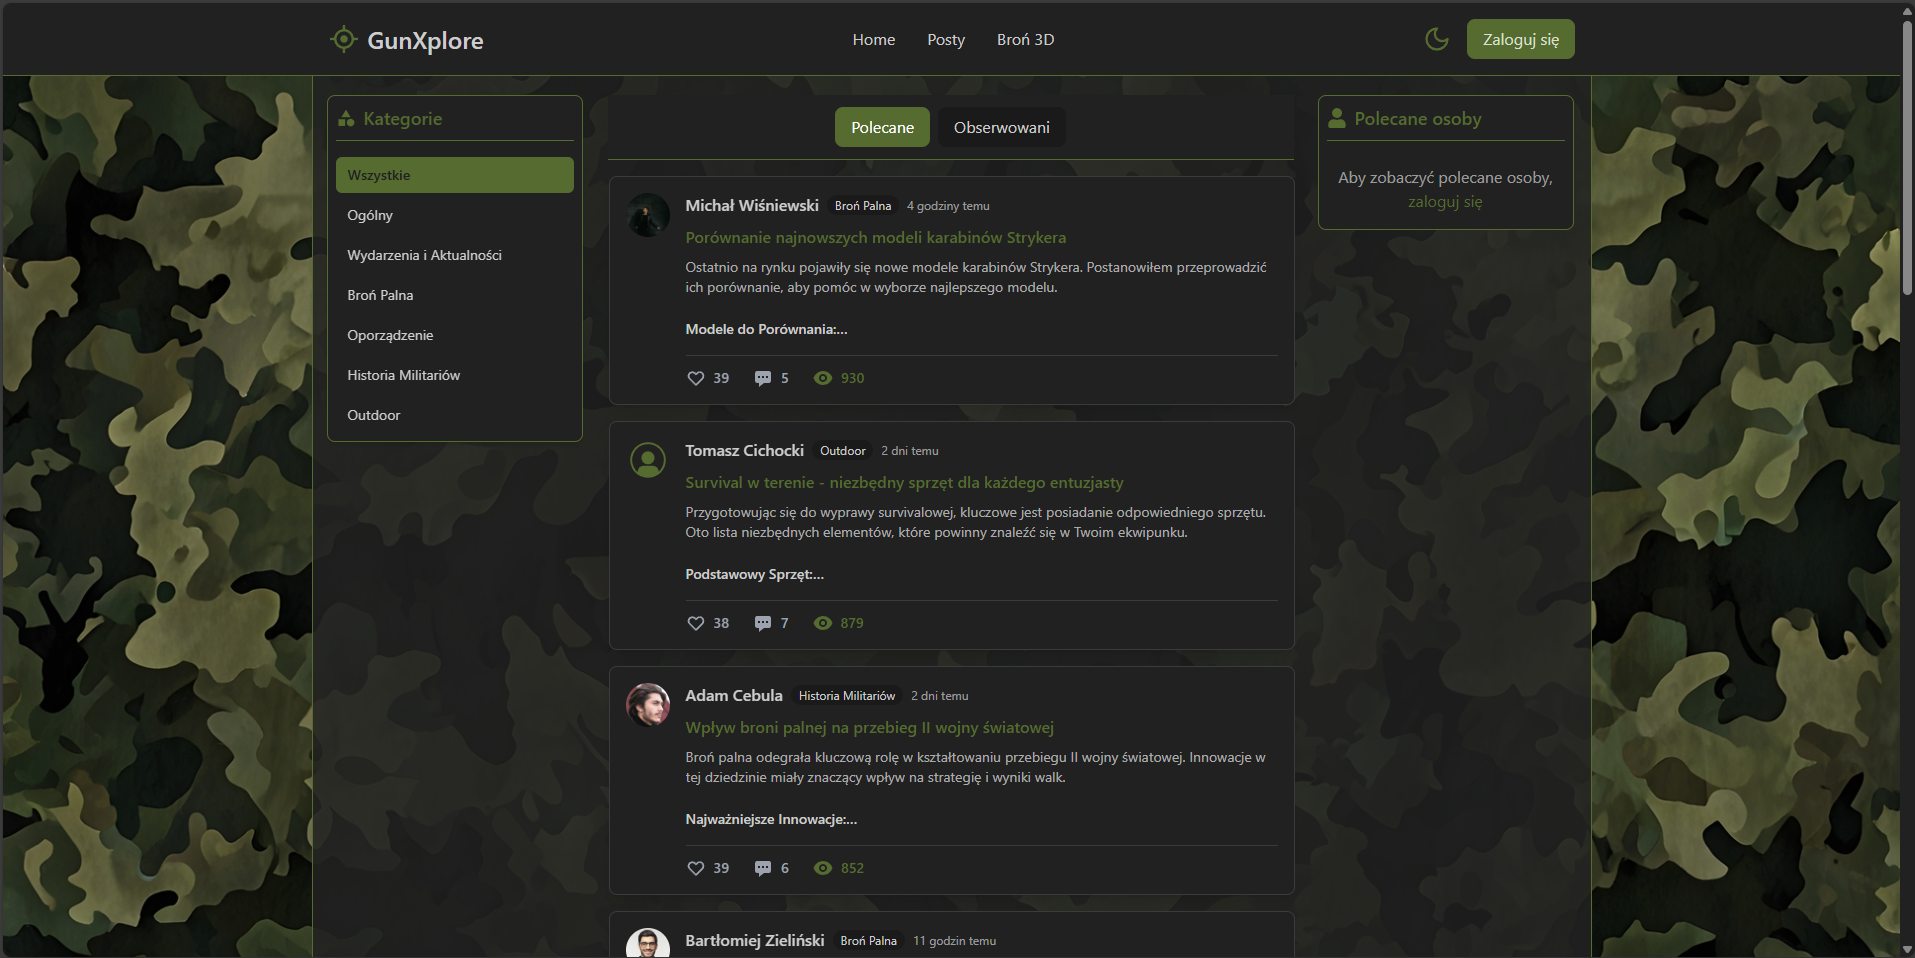 GunXplore
Home
Posty
Broń 3D
Zaloguj się
Kategorie
Wszystkie
Ogólny
Wydarzenia i Aktualności
Broń Palna
Oporządzenie
Historia Militariów
Outdoor
Polecane
Obserwowani
Michał Wiśniewski Broń Palna 4 godziny temu
Porównanie najnowszych modeli karabinów Strykera
Ostatnio na rynku pojawiły się nowe modele karabinów Strykera. Postanowiłem przeprowadzić
ich porównanie, aby pomóc w wyborze najlepszego modelu.
Modele do Porównania:...
39 5 930
Tomasz Cichocki Outdoor 2 dni temu
Survival w terenie - niezbędny sprzęt dla każdego entuzjasty
Przygotowując się do wyprawy survivalowej, kluczowe jest posiadanie odpowiedniego sprzętu.
Oto lista niezbędnych elementów, które powinny znaleźć się w Twoim ekwipunku.
Podstawowy Sprzęt:...
38 7 879
Adam Cebula Historia Militariów 2 dni temu
Wpływ broni palnej na przebieg II wojny światowej
Broń palna odegrała kluczową rolę w kształtowaniu przebiegu II wojny światowej. Innowacje w
tej dziedzinie miały znaczący wpływ na strategię i wyniki walk.
Najważniejsze Innowacje:...
39 6 852
Bartłomiej Zieliński Broń Palna 11 godzin temu
Polecane osoby
Aby zobaczyć polecane osoby,
zaloguj się